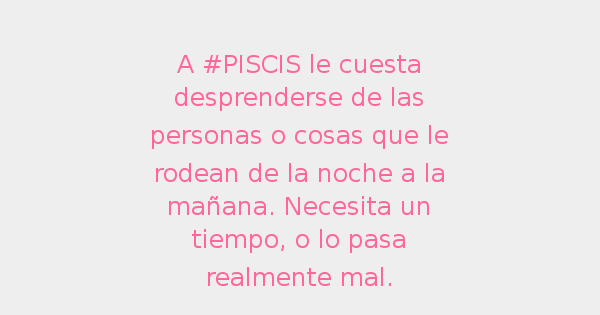 A #PISCIS le cuesta
desprenderse de las
personas o cosas que le
rodean de la noche a la
mañana. Necesita un
tiempo, o lo pasa
realmente mal.